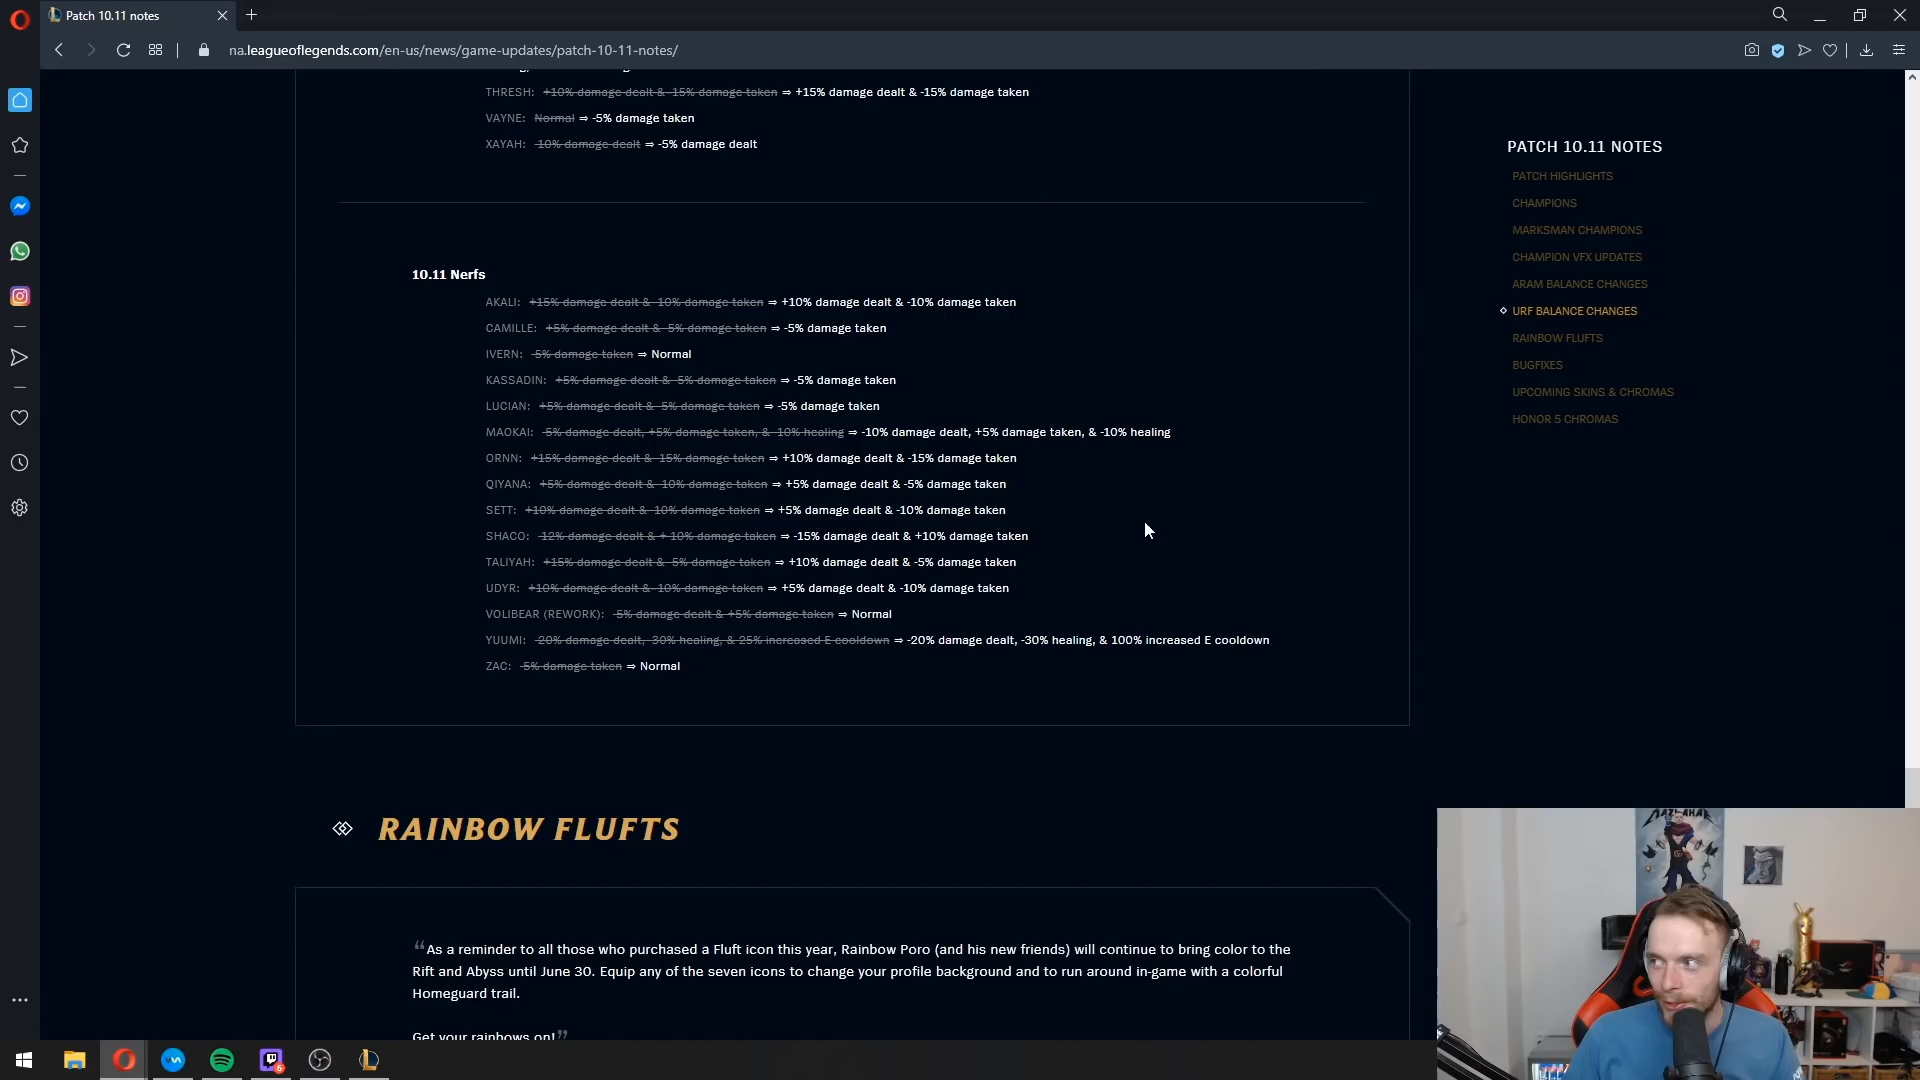 Patch 10.11 notes
na.leagueoflegends.com/en-us/news/game-updates/patch-10-11-notes/
THRESH: +10% damage dealt & -15% damage taken ⇒ +15% damage dealt & -15% damage taken
VAYNE: Normal ⇒ -5% damage taken
XAYAH: -10% damage dealt ⇒ -5% damage dealt
10.11 Nerfs
AKALI: +15% damage dealt & -10% damage taken ⇒ +10% damage dealt & -10% damage taken
CAMILLE: +5% damage dealt & -5% damage taken ⇒ -5% damage taken
IVERN: -5% damage taken ⇒ Normal
KASSADIN: +5% damage dealt & -5% damage taken ⇒ -5% damage taken
LUCIAN: +5% damage dealt & -5% damage taken ⇒ -5% damage taken
MAOKAI: -5% damage dealt, +5% damage taken, & -10% healing ⇒ -10% damage dealt, +5% damage taken, & -10% healing
ORNN: +15% damage dealt & -15% damage taken ⇒ +10% damage dealt & -15% damage taken
QIYANA: +5% damage dealt & -10% damage taken ⇒ +5% damage dealt & -5% damage taken
SETT: +10% damage dealt & -10% damage taken ⇒ +5% damage dealt & -10% damage taken
SHACO: -12% damage dealt & + 10% damage taken ⇒ -15% damage dealt & +10% damage taken
TALIYAH: +15% damage dealt & -5% damage taken ⇒ +10% damage dealt & -5% damage taken
UDYR: +10% damage dealt & -10% damage taken ⇒ +5% damage dealt & -10% damage taken
VOLIBEAR (REWORK): -5% damage dealt & +5% damage taken ⇒ Normal
YUUMI: -20% damage dealt, -30% healing, & 25% increased E cooldown ⇒ -20% damage dealt, -30% healing, & 100% increased E cooldown
ZAC: -5% damage taken ⇒ Normal
RAINBOW FLUFTS
“As a reminder to all those who purchased a Fluft icon this year, Rainbow Poro (and his new friends) will continue to bring color to the
Rift and Abyss until June 30. Equip any of the seven icons to change your profile background and to run around in-game with a colorful
Homeguard trail.
Get your rainbows on!”
PATCH 10.11 NOTES
PATCH HIGHLIGHTS
CHAMPIONS
MARKSMAN CHAMPIONS
CHAMPION VFX UPDATES
ARAM BALANCE CHANGES
URF BALANCE CHANGES
RAINBOW FLUFTS
BUGFIXES
UPCOMING SKINS & CHROMAS
HONOR 5 CHROMAS